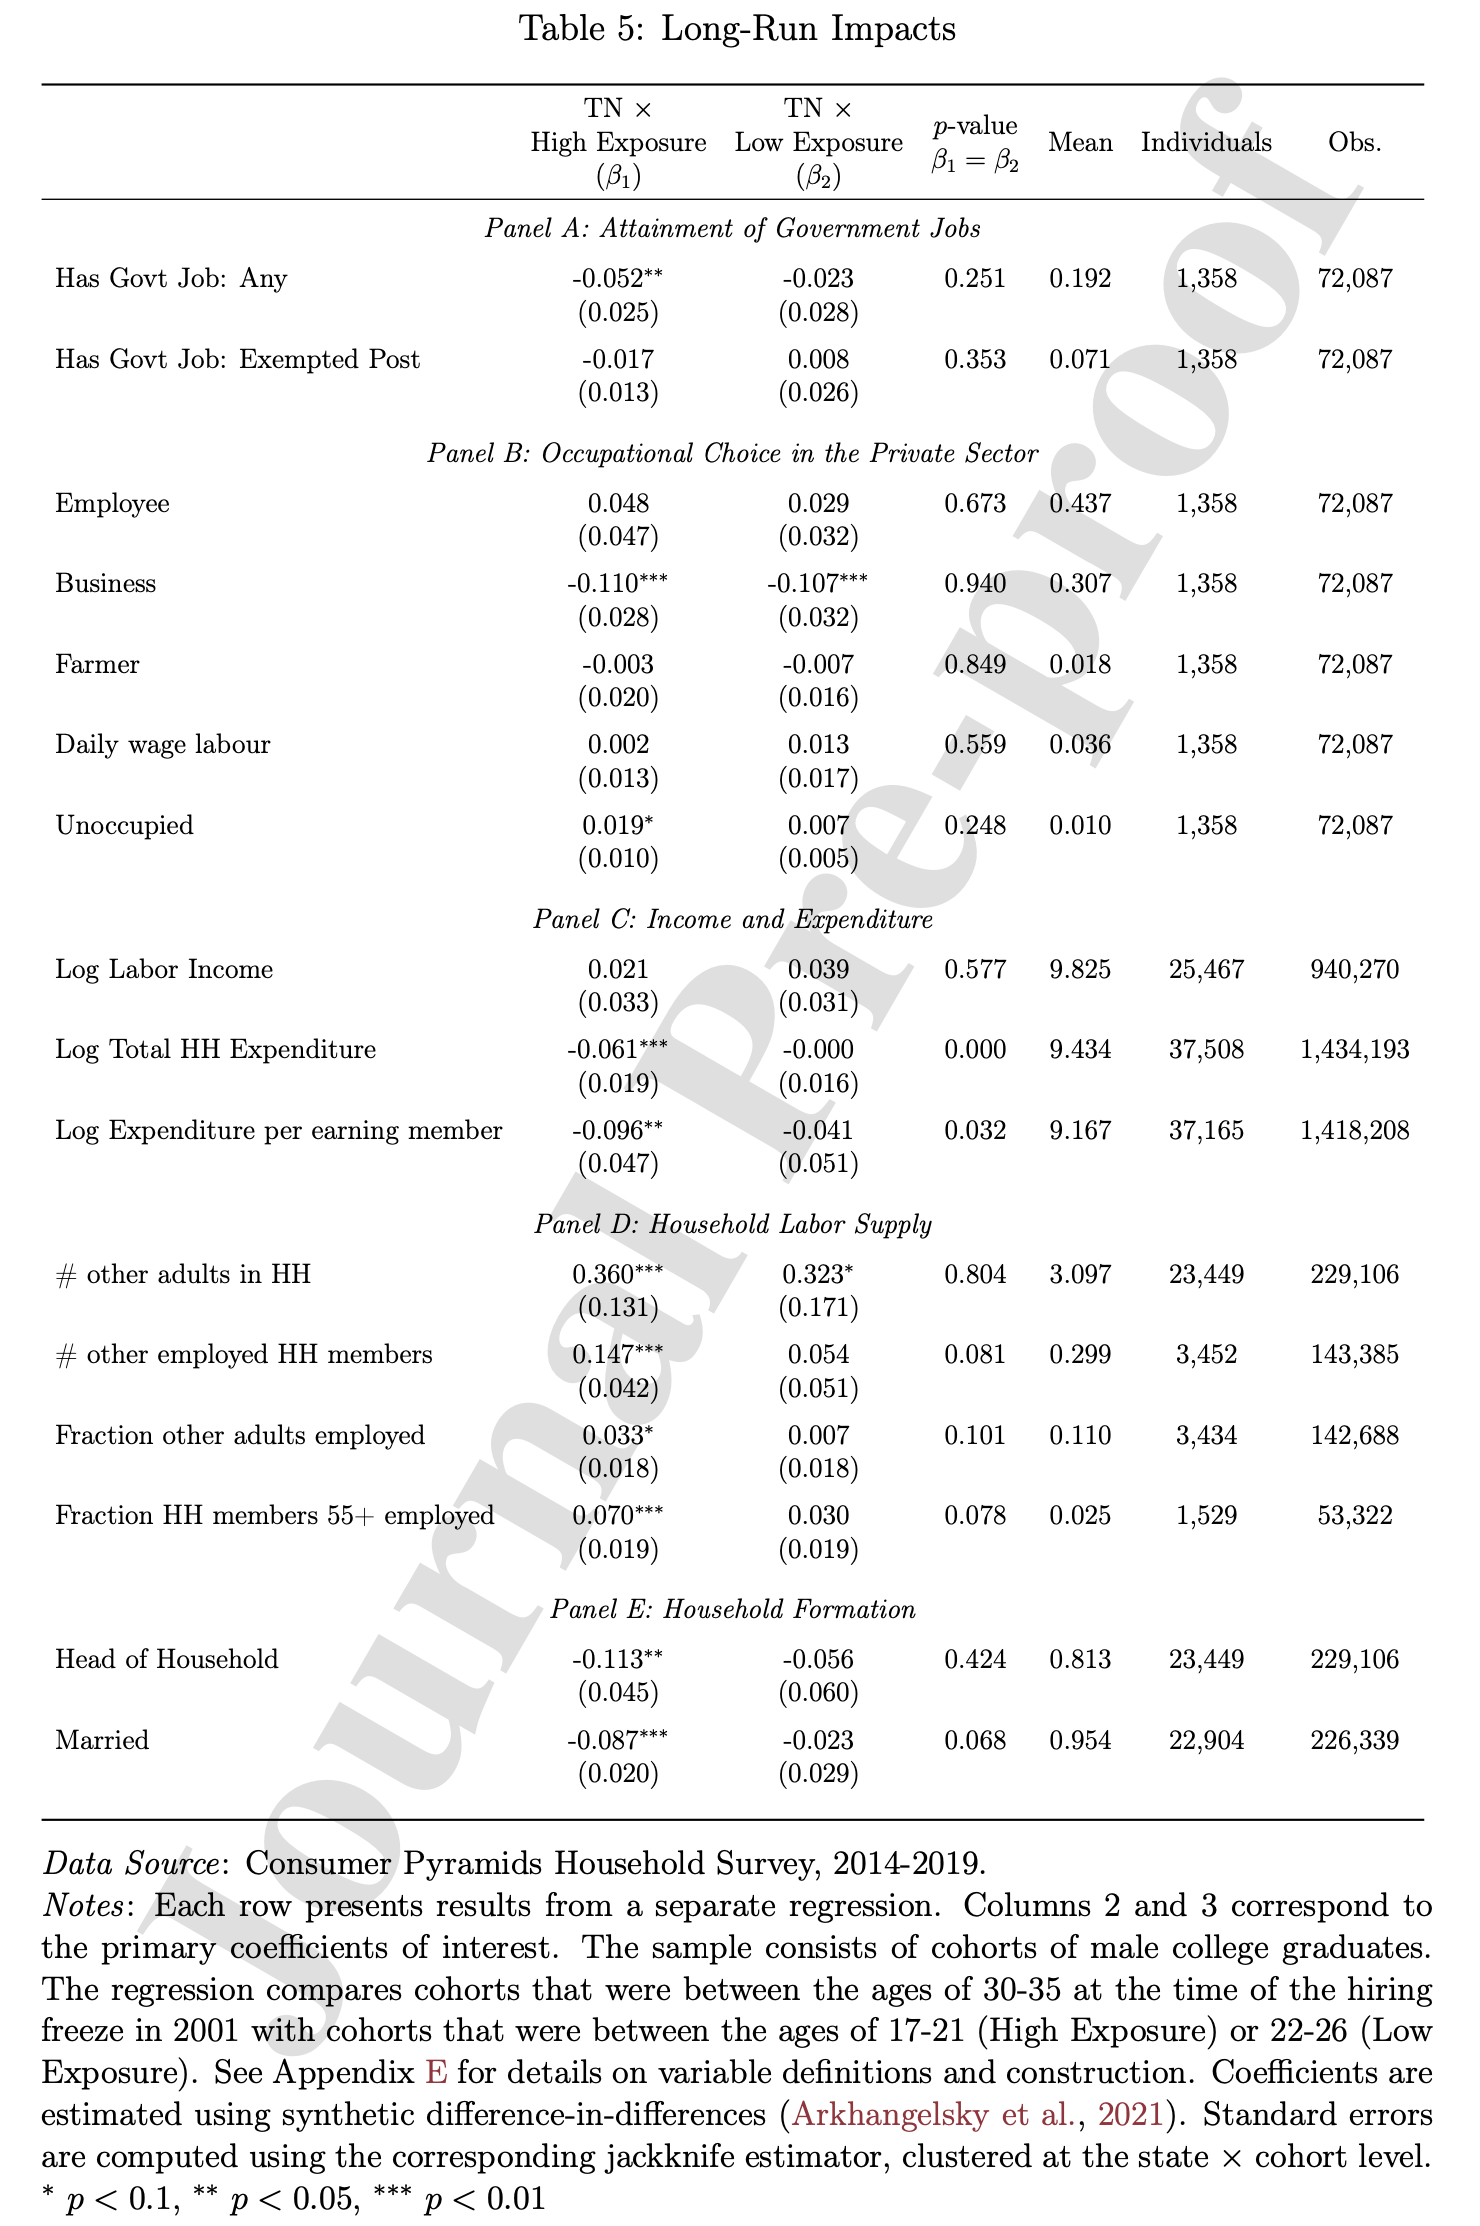 Table 5: Long-Run Impacts
TN × TN ×
High Exposure Low Exposure p-value Mean Individuals Obs.
(β1) (β2) β1 = β2
Panel A: Attainment of Government Jobs
Has Govt Job: Any -0.052** -0.023 0.251 0.192 1,358 72,087
(0.025) (0.028)
Has Govt Job: Exempted Post -0.017 0.008 0.353 0.071 1,358 72,087
(0.013) (0.026)
Panel B: Occupational Choice in the Private Sector
Employee 0.048 0.029 0.673 0.437 1,358 72,087
(0.047) (0.032)
Business -0.110*** -0.107*** 0.940 0.307 1,358 72,087
(0.028) (0.032)
Farmer -0.003 -0.007 0.849 0.018 1,358 72,087
(0.020) (0.016)
Daily wage labour 0.002 0.013 0.559 0.036 1,358 72,087
(0.013) (0.017)
Unoccupied 0.019* 0.007 0.248 0.010 1,358 72,087
(0.010) (0.005)
Panel C: Income and Expenditure
Log Labor Income 0.021 0.039 0.577 9.825 25,467 940,270
(0.033) (0.031)
Log Total HH Expenditure -0.061*** -0.000 0.000 9.434 37,508 1,434,193
(0.019) (0.016)
Log Expenditure per earning member -0.096** -0.041 0.032 9.167 37,165 1,418,208
(0.047) (0.051)
Panel D: Household Labor Supply
# other adults in HH 0.360*** 0.323* 0.804 3.097 23,449 229,106
(0.131) (0.171)
# other employed HH members 0.147*** 0.054 0.081 0.299 3,452 143,385
(0.042) (0.051)
Fraction other adults employed 0.033* 0.007 0.101 0.110 3,434 142,688
(0.018) (0.018)
Fraction HH members 55+ employed 0.070*** 0.030 0.078 0.025 1,529 53,322
(0.019) (0.019)
Panel E: Household Formation
Head of Household -0.113** -0.056 0.424 0.813 23,449 229,106
(0.045) (0.060)
Married -0.087*** -0.023 0.068 0.954 22,904 226,339
(0.020) (0.029)
Data Source: Consumer Pyramids Household Survey, 2014-2019.
Notes: Each row presents results from a separate regression. Columns 2 and 3 correspond to
the primary coefficients of interest. The sample consists of cohorts of male college graduates.
The regression compares cohorts that were between the ages of 30-35 at the time of the hiring
freeze in 2001 with cohorts that were between the ages of 17-21 (High Exposure) or 22-26 (Low
Exposure). See Appendix E for details on variable definitions and construction. Coefficients are
estimated using synthetic difference-in-differences (Arkhangelsky et al., 2021). Standard errors
are computed using the corresponding jackknife estimator, clustered at the state × cohort level.
* p < 0.1, ** p < 0.05, *** p < 0.01
Journal Pre-proof